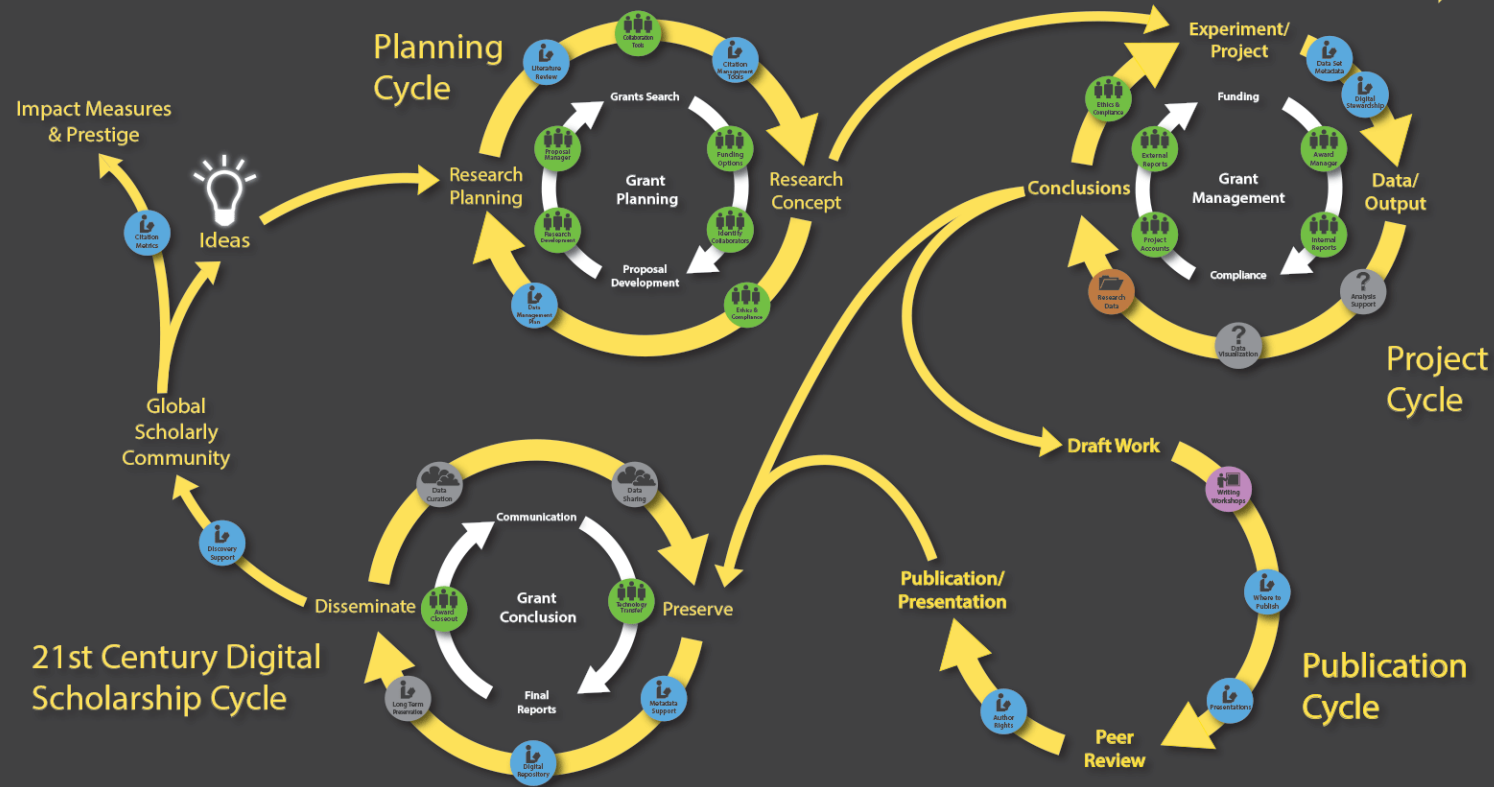 Planning
Cycle
Literature
Review
Collaboration
Tools
Citation
Management
Tools
Grants Search
Proposal
Manager
Funding
Options
Research
Planning
Grant
Planning
Research
Concept
Research
Development
Identify
Collaborators
Proposal
Development
Data
Management
Plan
Ethics &
Compliance
Experiment/
Project
Data Set
Metadata
Digital
Stewardship
Ethics &
Compliance
Funding
External
Reports
Award
Manager
Conclusions
Grant
Management
Data/
Output
Project
Accounts
Internal
Reports
Compliance
Research
Data
Analysis
Support
Data
Visualization
Project
Cycle
Impact Measures
& Prestige
Citation
Metrics
Ideas
Global
Scholarly
Community
Discovery
Support
Data
Curation
Data
Sharing
Communication
Disseminate
Award
Closeout
Grant
Conclusion
Technology
Transfer
Preserve
Final
Reports
Long Term
Preservation
Metadata
Support
Digital
Repository
21st Century Digital
Scholarship Cycle
Draft Work
Writing
Workshops
Where to
Publish
Publication/
Presentation
Presentations
Author
Rights
Peer
Review
Publication
Cycle